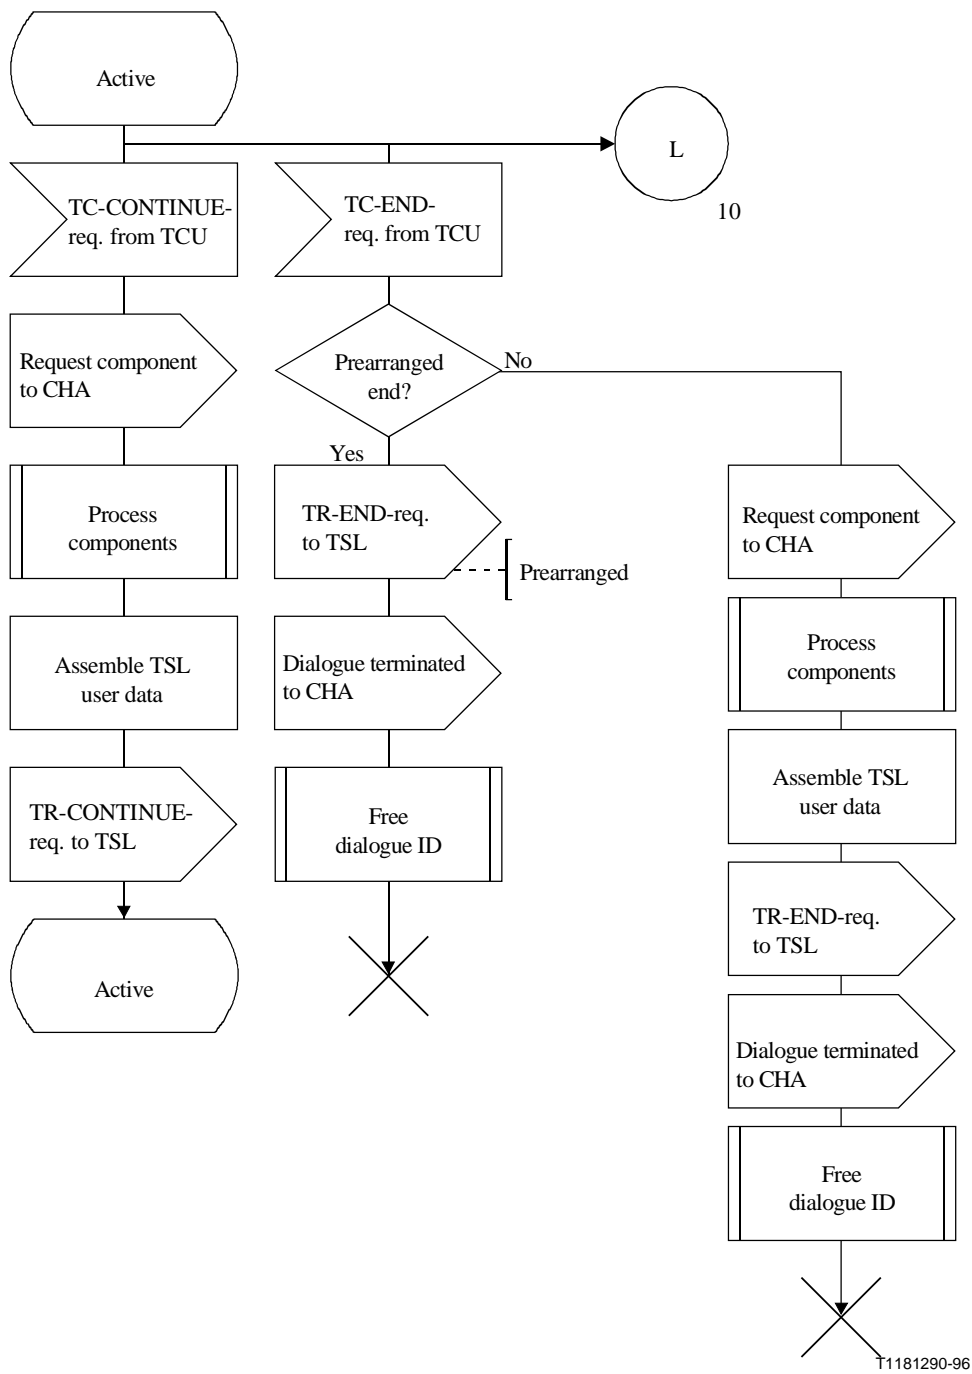 Active
L
10
TC-CONTINUE-
req. from TCU
TC-END-
req. from TCU
Request component
to CHA
Prearranged
end?
No
Yes
Process
components
TR-END-req.
to TSL
Prearranged
Request component
to CHA
Assemble TSL
user data
Dialogue terminated
to CHA
Process
components
TR-CONTINUE-
req. to TSL
Free
dialogue ID
Assemble TSL
user data
Active
TR-END-req.
to TSL
Dialogue terminated
to CHA
Free
dialogue ID
T1181290-96